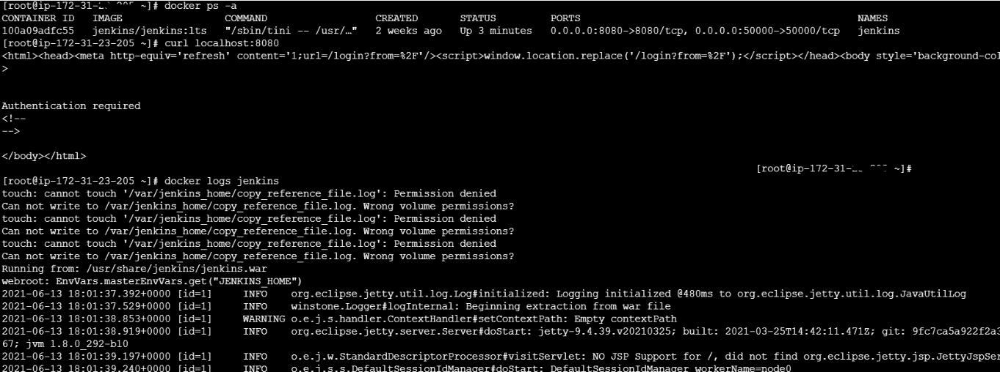 [root@ip-172-31- ~]# docker ps -a
CONTAINER ID IMAGE COMMAND CREATED STATUS PORTS NAMES
100a09adfc55 jenkins/jenkins:lts "/sbin/tini -- /usr/…" 2 weeks ago Up 3 minutes 0.0.0.0:8080->8080/tcp, 0.0.0.0:50000->50000/tcp jenkins
[root@ip-172-31-23-205 ~]# curl localhost:8080
<html><head><meta http-equiv='refresh' content='1;url=/login?from=%2F'/><script>window.location.replace('/login?from=%2F');</script></head><body style='background-col
>
Authentication required
<!--
-->
</body></html>
[root@ip-172-31- ~]#
[root@ip-172-31-23-205 ~]# docker logs jenkins
touch: cannot touch '/var/jenkins_home/copy_reference_file.log': Permission denied
Can not write to /var/jenkins_home/copy_reference_file.log. Wrong volume permissions?
touch: cannot touch '/var/jenkins_home/copy_reference_file.log': Permission denied
Can not write to /var/jenkins_home/copy_reference_file.log. Wrong volume permissions?
touch: cannot touch '/var/jenkins_home/copy_reference_file.log': Permission denied
Can not write to /var/jenkins_home/copy_reference_file.log. Wrong volume permissions?
Running from: /usr/share/jenkins/jenkins.war
webroot: EnvVars.masterEnvVars.get("JENKINS_HOME")
2021-06-13 18:01:37.392+0000 [id=1] INFO org.eclipse.jetty.util.log.Log#initialized: Logging initialized @480ms to org.eclipse.jetty.util.log.JavaUtilLog
2021-06-13 18:01:37.529+0000 [id=1] INFO winstone.Logger#logInternal: Beginning extraction from war file
2021-06-13 18:01:38.853+0000 [id=1] WARNING o.e.j.s.handler.ContextHandler#setContextPath: Empty contextPath
2021-06-13 18:01:38.919+0000 [id=1] INFO org.eclipse.jetty.server.Server#doStart: jetty-9.4.39.v20210325; built: 2021-03-25T14:42:11.471Z; git: 9fc7ca5a922f2a3
67; jvm 1.8.0_292-b10
2021-06-13 18:01:39.197+0000 [id=1] INFO o.e.j.w.StandardDescriptorProcessor#visitServlet: NO JSP Support for /, did not find org.eclipse.jetty.jsp.JettyJspSer
2021-06-13 18:01:39.240+0000 [id=1] INFO o.e.j.s.s.DefaultSessionIdManager#doStart: DefaultSessionIdManager workerName=node0